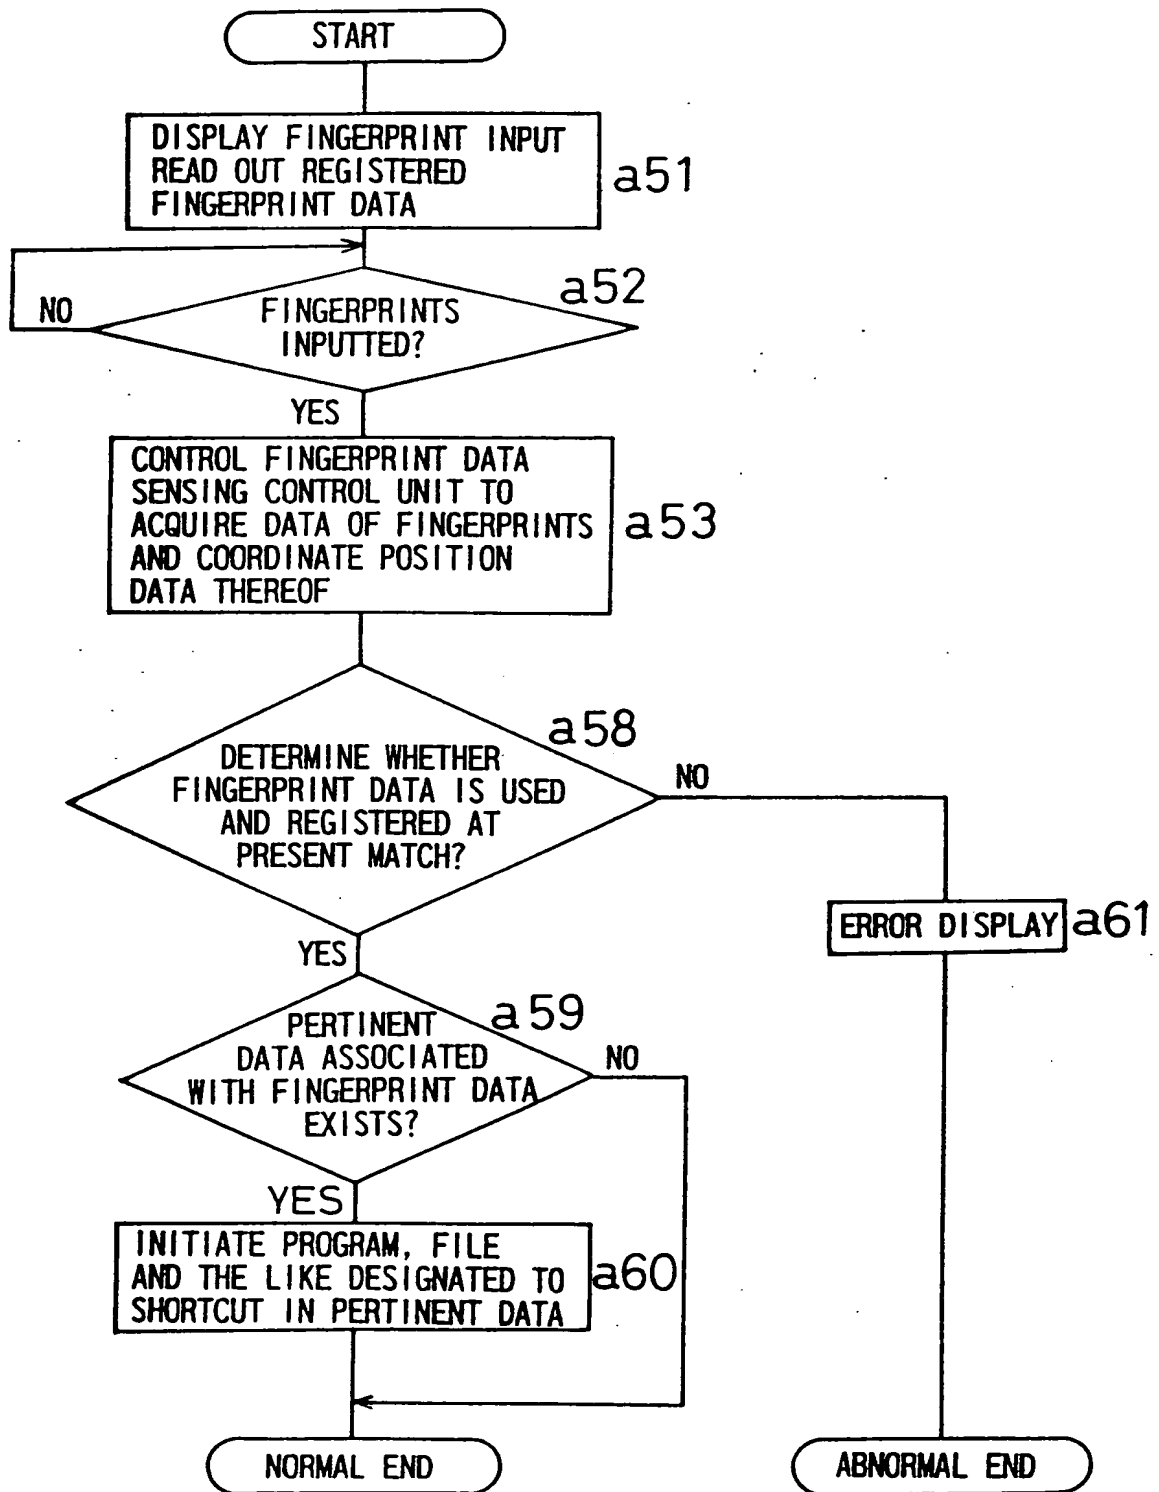 START
DISPLAY FINGERPRINT INPUT
READ OUT REGISTERED
FINGERPRINT DATA
a51
a52
NO
FINGERPRINTS
INPUTTED?
YES
CONTROL FINGERPRINT DATA
SENSING CONTROL UNIT TO
ACQUIRE DATA OF FINGERPRINTS
AND COORDINATE POSITION
DATA THEREOF
a53
a58
DETERMINE WHETHER
FINGERPRINT DATA IS USED
AND REGISTERED AT
PRESENT MATCH?
NO
ERROR DISPLAY
a61
YES
a59
PERTINENT
DATA ASSOCIATED
WITH FINGERPRINT DATA
EXISTS?
NO
YES
INITIATE PROGRAM, FILE
AND THE LIKE DESIGNATED TO
SHORTCUT IN PERTINENT DATA
a60
NORMAL END
ABNORMAL END